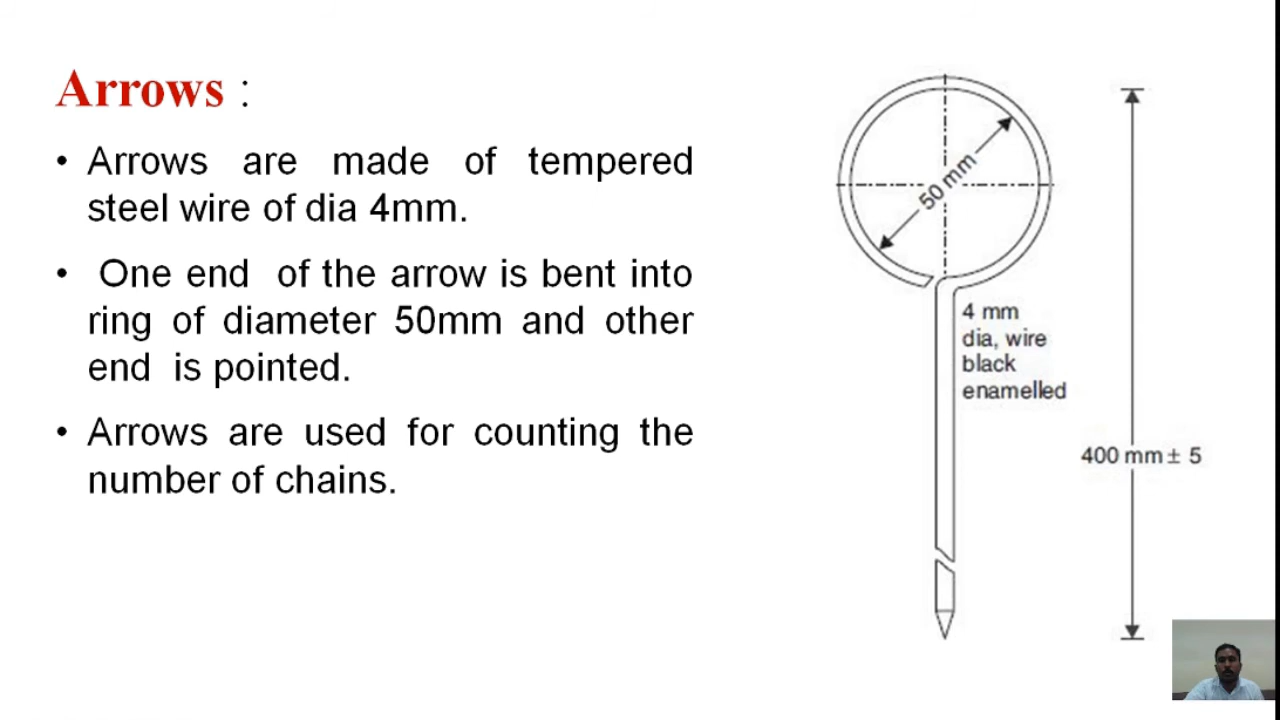 Arrows :
• Arrows are made of tempered
steel wire of dia 4mm.
• One end of the arrow is bent into
ring of diameter 50mm and other
end is pointed.
• Arrows are used for counting the
number of chains.
50 mm
4 mm
dia, wire
black
enamelled
400 mm ± 5